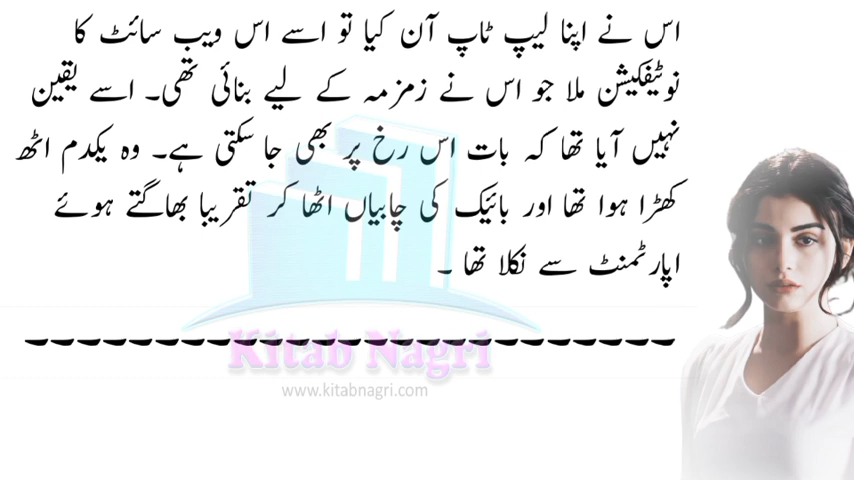 اس نے اپنا لیپ ٹاپ آن کیا تو اسے اس ویب سائٹ کا
نوٹیفکیشن ملا جو اس نے زمزمہ کے لیے بنائی تھی۔ اسے یقین
نہیں آیا تھا کہ بات اس رخ پر بھی جا سکتی ہے۔ وہ یکدم اٹھ
کھڑا ہوا تھا اور بائیک کی چابیاں اٹھا کر تقریبا بھاگتے ہوئے
اپارٹمنٹ سے نکلا تھا ۔
ـــــــــــــــــــــــــــــــــــــــــــــــــ
Kitab Nagri
www.kitabnagri.com